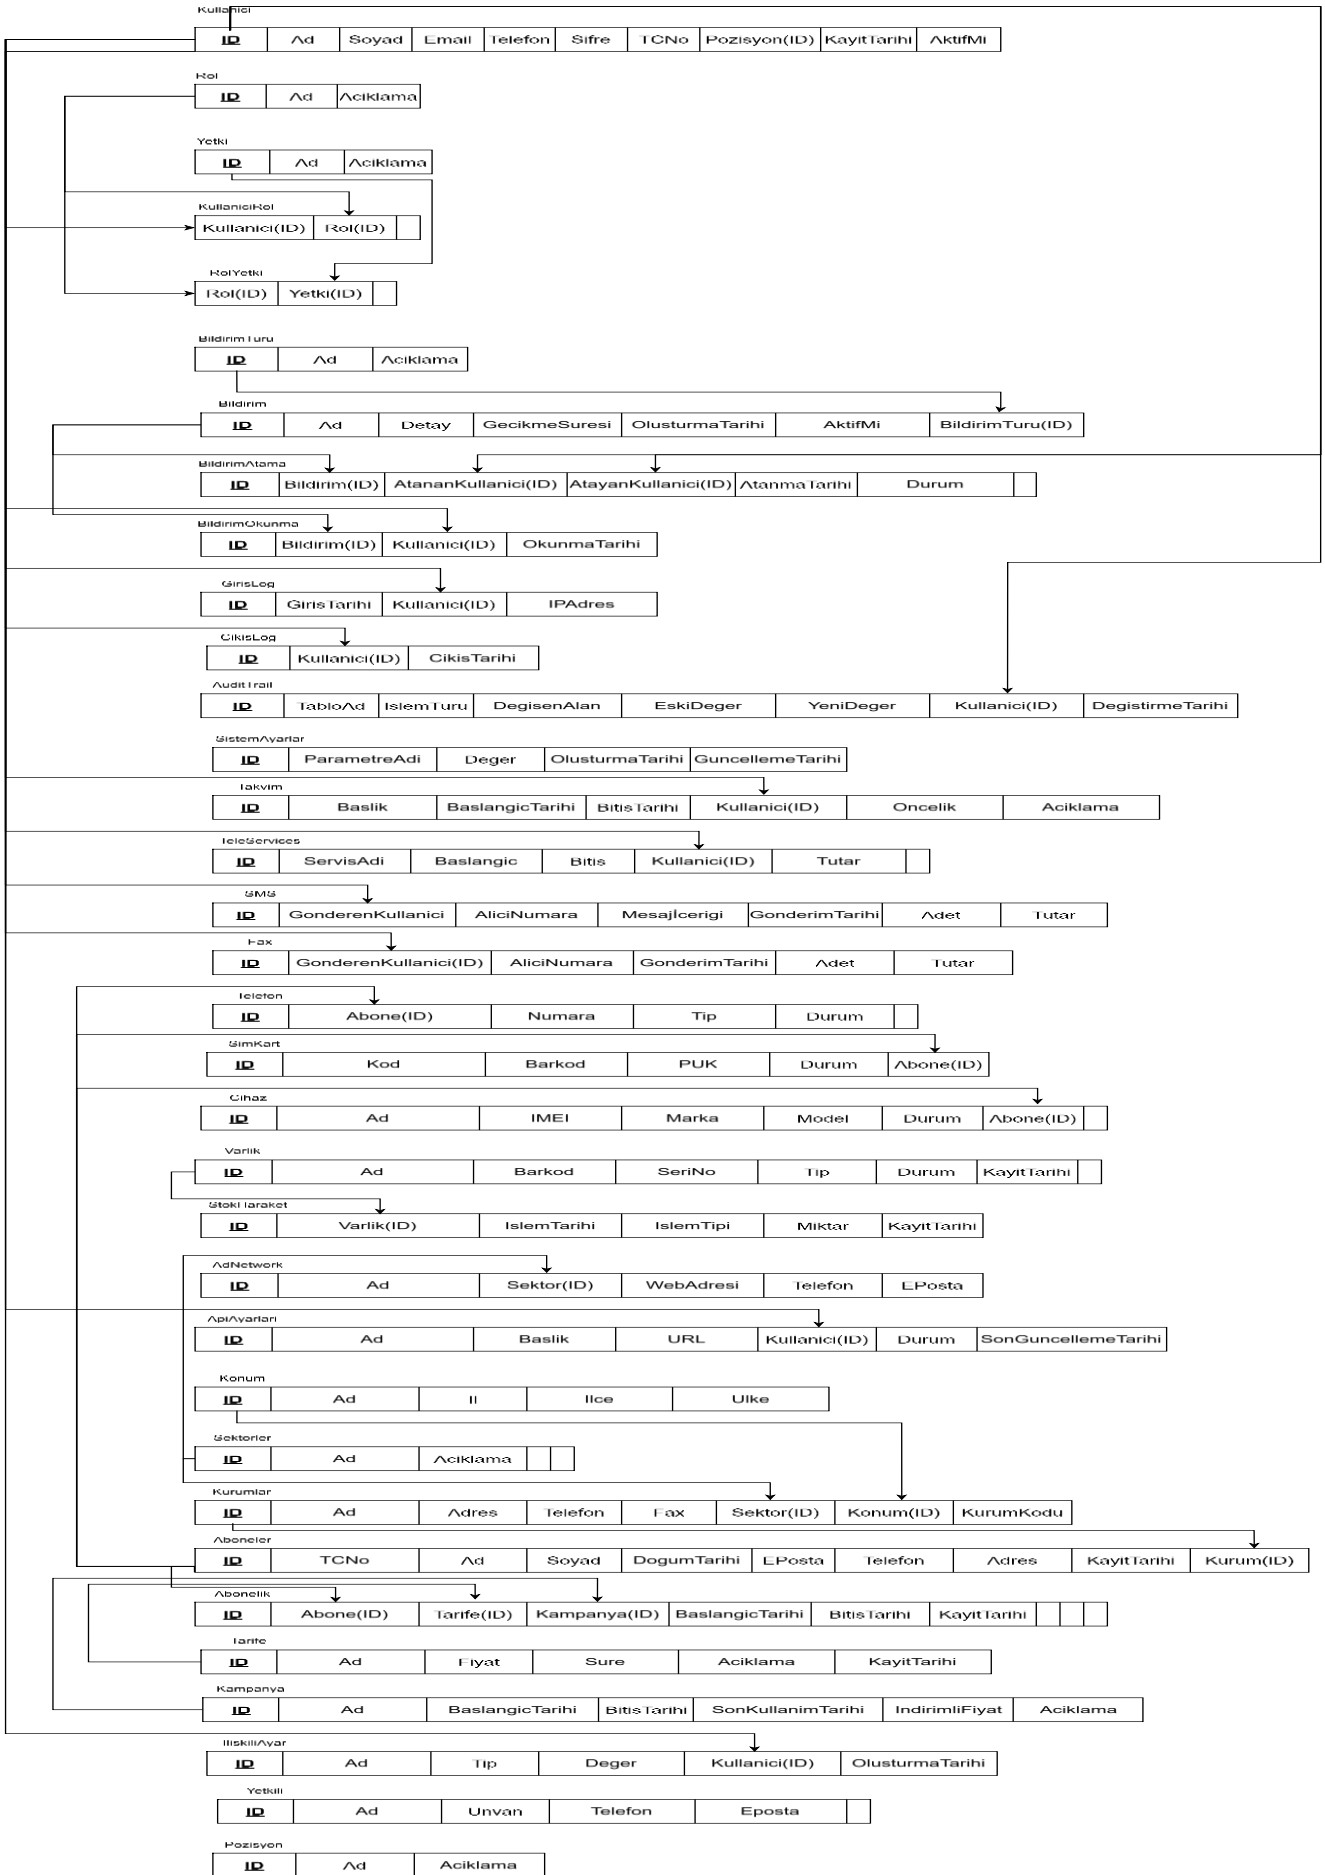 Kullanici
ID Ad Soyad Email Telefon Sifre TCNo Pozisyon(ID) KayitTarihi AktifMi
Rol
ID Ad Aciklama
Yetki
ID Ad Aciklama
KullaniciRol
Kullanici(ID) Rol(ID)
RolYetki
Rol(ID) Yetki(ID)
BildirimTuru
ID Ad Aciklama
Bildirim
ID Ad Detay GecikmeSuresi OlusturmaTarihi AktifMi BildirimTuru(ID)
BildirimAtama
ID Bildirim(ID) AtananKullanici(ID) AtayanKullanici(ID) AtanmaTarihi Durum
BildirimOkunma
ID Bildirim(ID) Kullanici(ID) OkunmaTarihi
GirisLog
ID GirisTarihi Kullanici(ID) IPAdres
CikisLog
ID Kullanici(ID) CikisTarihi
AuditTrail
ID TabloAd IslemTuru DegisenAlan EskiDeger YeniDeger Kullanici(ID) DegistirmeTarihi
SistemAyarlar
ID ParametreAdi Deger OlusturmaTarihi GuncellemeTarihi
Takvim
ID Baslik BaslangicTarihi BitisTarihi Kullanici(ID) Oncelik Aciklama
TeleServices
ID ServisAdi Baslangic Bitis Kullanici(ID) Tutar
SMS
ID GonderenKullanici AliciNumara Mesajİcerigi GonderimTarihi Adet Tutar
Fax
ID GonderenKullanici(ID) AliciNumara GonderimTarihi Adet Tutar
Telefon
ID Abone(ID) Numara Tip Durum
SimKart
ID Kod Barkod PUK Durum Abone(ID)
Cihaz
ID Ad IMEI Marka Model Durum Abone(ID)
Varlik
ID Ad Barkod SeriNo Tip Durum KayitTarihi
StokHaraket
ID Varlik(ID) IslemTarihi IslemTipi Miktar KayitTarihi
AdNetwork
ID Ad Sektor(ID) WebAdresi Telefon EPosta
ApiAyarlari
ID Ad Baslik URL Kullanici(ID) Durum SonGuncellemeTarihi
Konum
ID Ad Il Ilce Ulke
Sektorler
ID Ad Aciklama
Kurumlar
ID Ad Adres Telefon Fax Sektor(ID) Konum(ID) KurumKodu
Aboneler
ID TCNo Ad Soyad DogumTarihi EPosta Telefon Adres KayitTarihi Kurum(ID)
Abonelik
ID Abone(ID) Tarife(ID) Kampanya(ID) BaslangicTarihi BitisTarihi KayitTarihi
Tarife
ID Ad Fiyat Sure Aciklama KayitTarihi
Kampanya
ID Ad BaslangicTarihi BitisTarihi SonKullanimTarihi IndirimliFiyat Aciklama
IliskiliAyar
ID Ad Tip Deger Kullanici(ID) OlusturmaTarihi
Yetkili
ID Ad Unvan Telefon Eposta
Pozisyon
ID Ad Aciklama